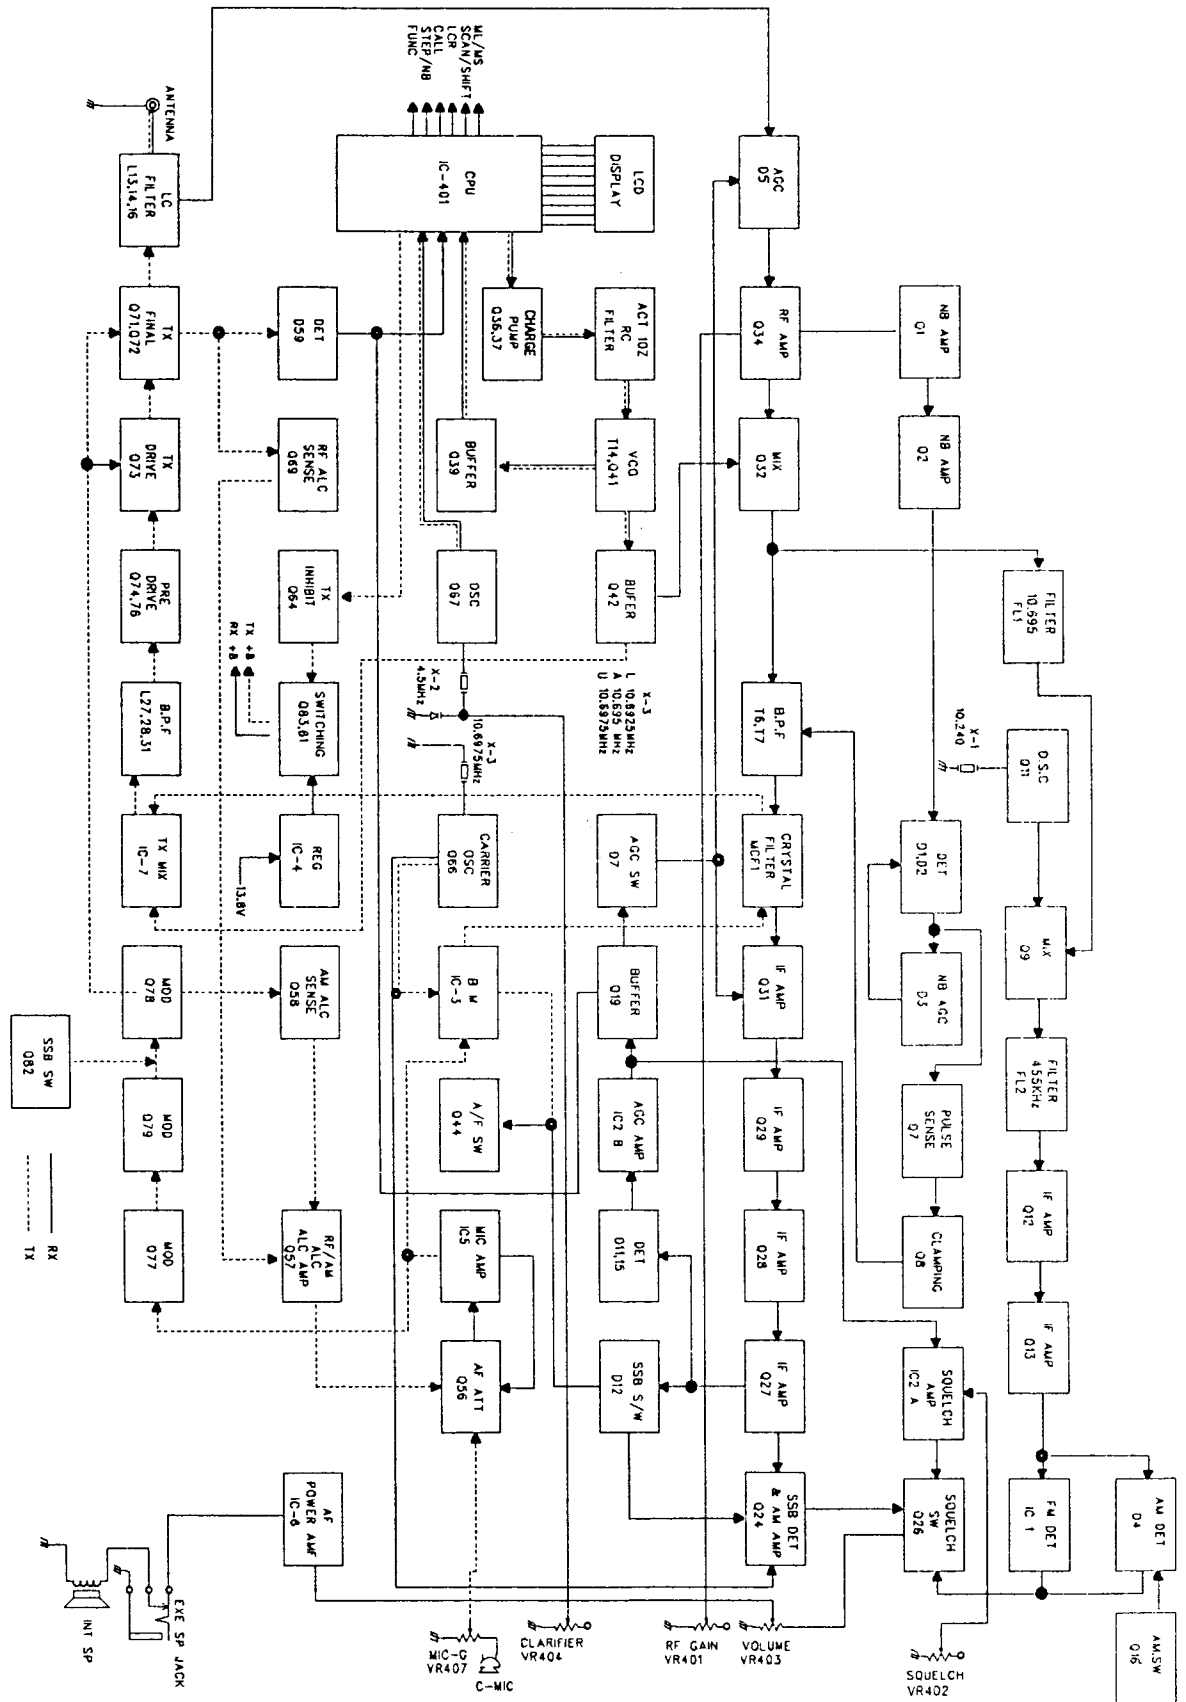 ML/MS
SCAN/SHIFT
LCR
CALL
STEP/NB
FUNC
ANTENNA
LC
FILTER
L13,14,16
CPU
IC-401
LCD
DISPLAY
AGC
D5
TX
FINAL
Q71,Q72
DET
D59
CHARGE
PUMP
Q36,37
ACT 10Z
RC
FILTER
RF AMP
Q34
NB AMP
Q1
TX
DRIVE
Q73
RF ALC
SENSE
Q69
BUFFER
Q39
VCO
T14,Q41
MIX
Q32
NB AMP
Q2
PRE
DRIVE
Q74,76
TX
INHIBIT
Q64
OSC
Q67
BUFER
Q42
FILTER
10.695
FL1
TX +B
RX +B
X-2
4.5MHz
X-3
10.6975MHz
X-3
L 10.6925MHz
A 10.695 MHz
U 10.6975MHz
B.P.F
L27,28,31
SWITCHING
Q83,81
B.P.F
T6,T7
X-1
10.240
O.S.C
Q11
TX MIX
IC-7
REG
IC-4
13.8V
CARRIER
OSC
Q66
AGC SW
D7
CRYSTAL
FILTER
MCF1
DET
D1,D2
MIX
Q9
MOD
Q78
AM ALC
SENSE
Q58
B M
IC-3
BUFFER
Q19
IF AMP
Q31
NB AGC
D3
SSB SW
Q82
MOD
Q79
A/F SW
Q44
AGC AMP
IC2 B
IF AMP
Q29
PULSE
SENSE
Q7
FILTER
455KHz
FL2
RX
TX
MOD
Q77
RF/AM
ALC
ALC AMP
Q57
MIC AMP
IC5
DET
D11,15
IF AMP
Q28
CLAMPING
Q8
IF AMP
Q12
AF ATT
Q56
SSB S/W
D12
IF AMP
Q27
SQUELCH
AMP
IC2 A
IF AMP
Q13
AF
POWER AMF
IC-6
SSB DET
& AM AMP
Q24
SQUELCH
SW
Q26
FM DET
IC 1
AM DET
D4
INT SP
EXE SP JACK
MIC-G
VR407
C-MIC
CLARIFIER
VR404
RF GAIN
VR401
VOLUME
VR403
SQUELCH
VR402
AM.SW
Q16